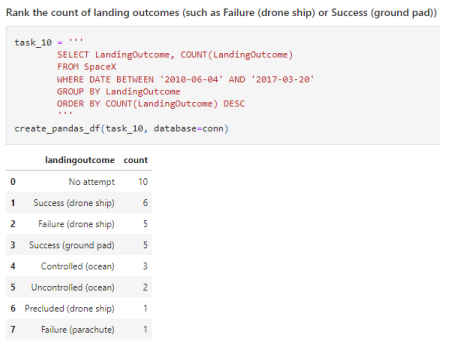 Rank the count of landing outcomes (such as Failure (drone ship) or Success (ground pad))
task_10 = '''
SELECT LandingOutcome, COUNT(LandingOutcome)
FROM SpaceX
WHERE DATE BETWEEN '2010-06-04' AND '2017-03-20'
GROUP BY LandingOutcome
ORDER BY COUNT(LandingOutcome) DESC
'''
create_pandas_df(task_10, database=conn)
landingoutcome count
0 No attempt 10
1 Success (drone ship) 6
2 Failure (drone ship) 5
3 Success (ground pad) 5
4 Controlled (ocean) 3
5 Uncontrolled (ocean) 2
6 Precluded (drone ship) 1
7 Failure (parachute) 1